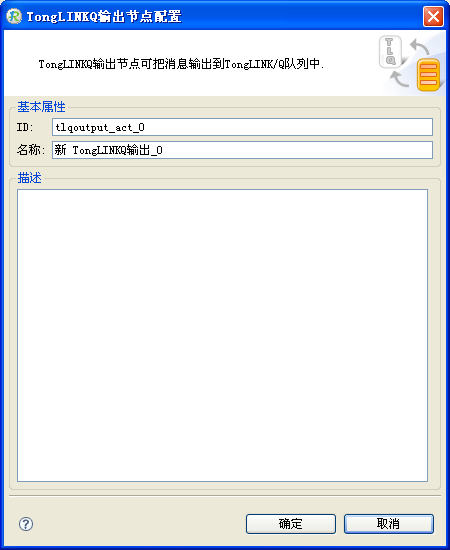 TongLINKQ输出节点配置
TongLINKQ输出节点可把消息输出到TongLINK/Q队列中.
TLQ
基本属性
ID: tlqoutput_act_0
名称: 新 TongLINKQ输出_0
描述
?
确定 取消